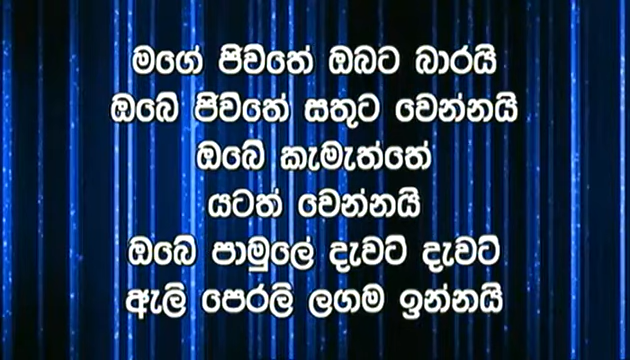 මගේ ජිවිතේ ඔබට බාරයි
ඔබේ ජිවිතේ සතුට වෙන්නයි
ඔබේ කැමැත්තේ
යටත් වෙන්නයි
ඔබේ පාමුලේ දැවටි දැවටි
ඇලි පෙරලි ලගම ඉන්නයි